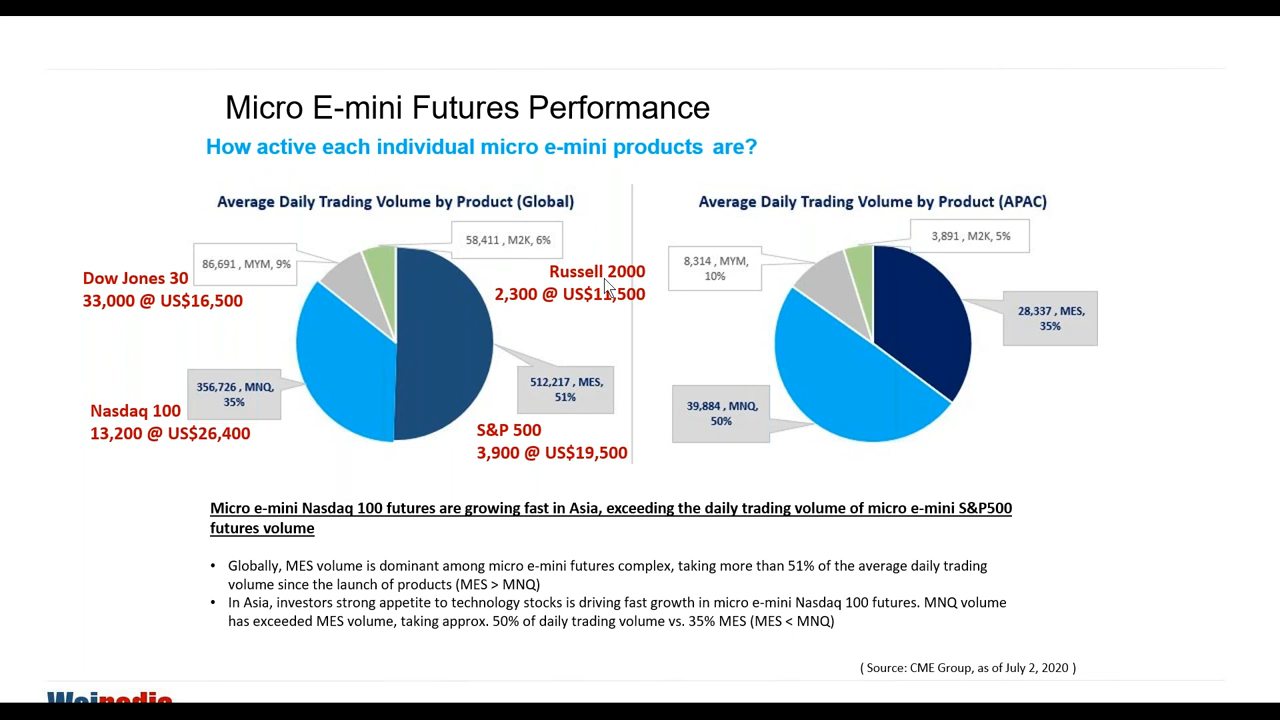 Micro E-mini Futures Performance
How active each individual micro e-mini products are?
Average Daily Trading Volume by Product (Global)
58,411 , M2K, 6%
86,691 , MYM, 9%
Dow Jones 30
33,000 @ US$16,500
Russell 2000
2,300 @ US$11,500
356,726 , MNQ,
35%
512,217 , MES,
51%
Nasdaq 100
13,200 @ US$26,400
S&P 500
3,900 @ US$19,500
Average Daily Trading Volume by Product (APAC)
3,891 , M2K, 5%
8,314 , MYM,
10%
28,337 , MES,
35%
39,884 , MNQ,
50%
Micro e-mini Nasdaq 100 futures are growing fast in Asia, exceeding the daily trading volume of micro e-mini S&P500
futures volume
• Globally, MES volume is dominant among micro e-mini futures complex, taking more than 51% of the average daily trading
volume since the launch of products (MES > MNQ)
• In Asia, investors strong appetite to technology stocks is driving fast growth in micro e-mini Nasdaq 100 futures. MNQ volume
has exceeded MES volume, taking approx. 50% of daily trading volume vs. 35% MES (MES < MNQ)
( Source: CME Group, as of July 2, 2020 )